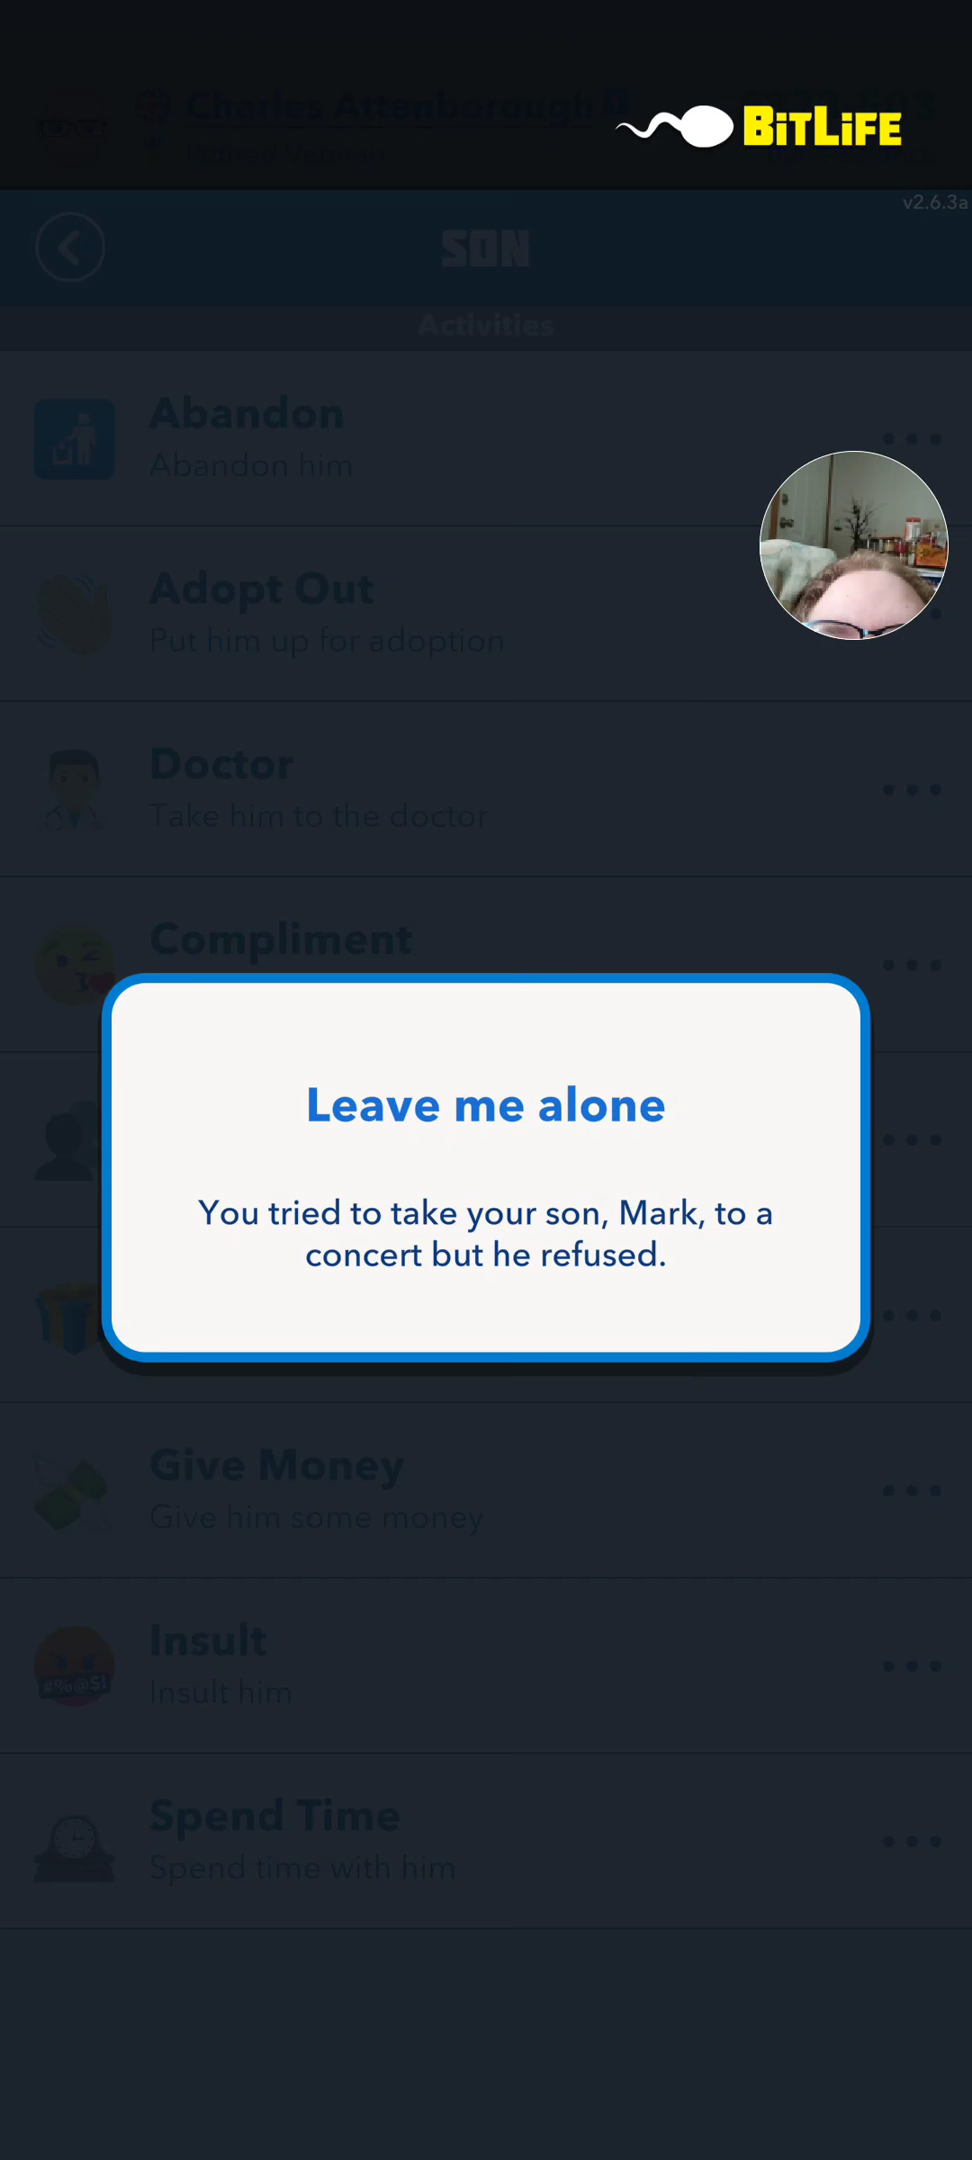 Charles Attenborough
BITLIFE
v2.6.3a
SON
Activities
Abandon
Abandon him
Adopt Out
Put him up for adoption
Doctor
Take him to the doctor
Compliment
Leave me alone
You tried to take your son, Mark, to a
concert but he refused.
Give Money
Give him some money
Insult
#%@$!
Insult him
Spend Time
Spend time with him